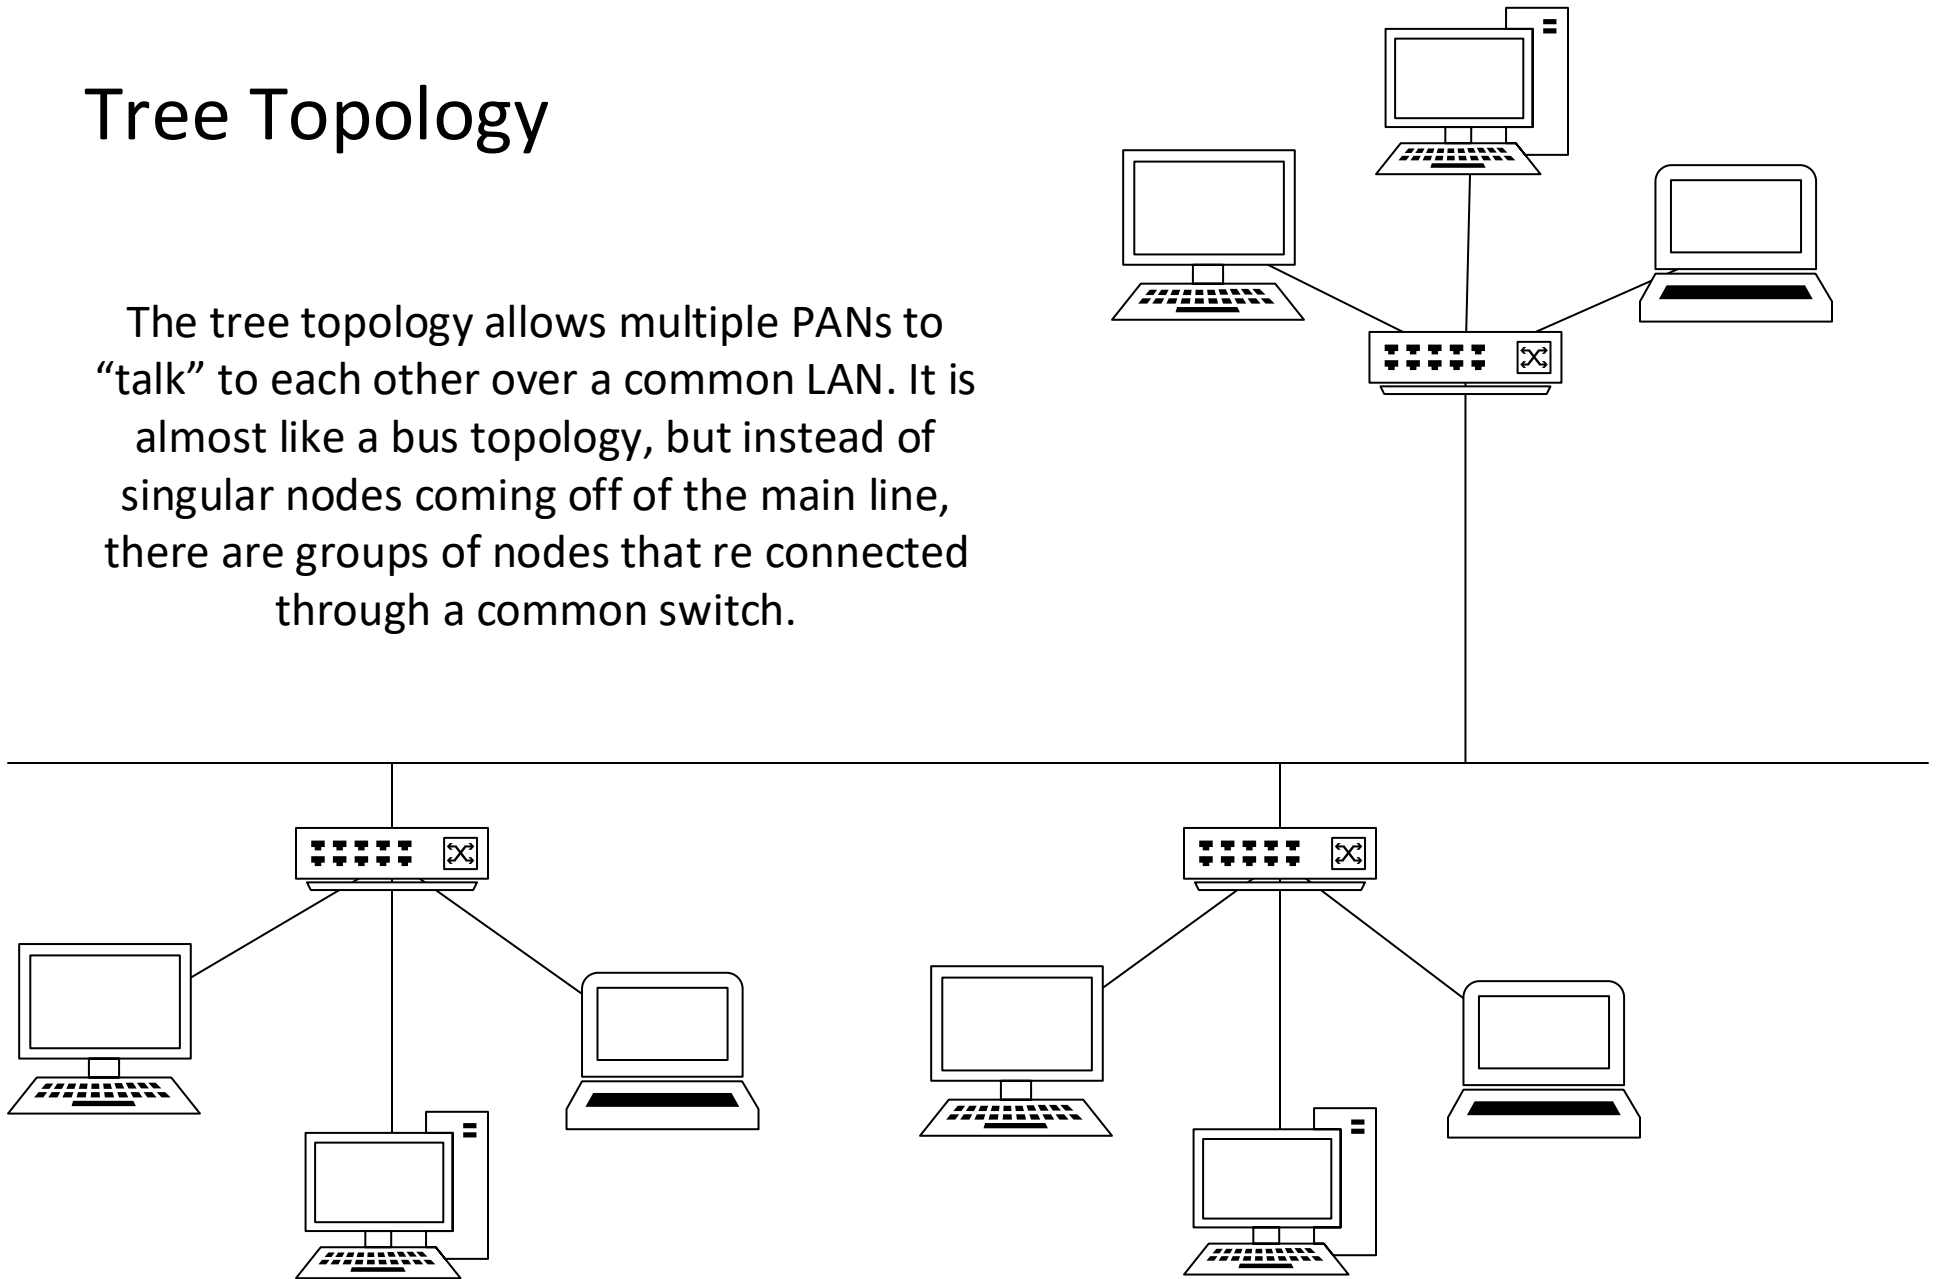 Tree Topology
The tree topology allows multiple PANs to
“talk” to each other over a common LAN. It is
almost like a bus topology, but instead of
singular nodes coming off of the main line,
there are groups of nodes that re connected
through a common switch.